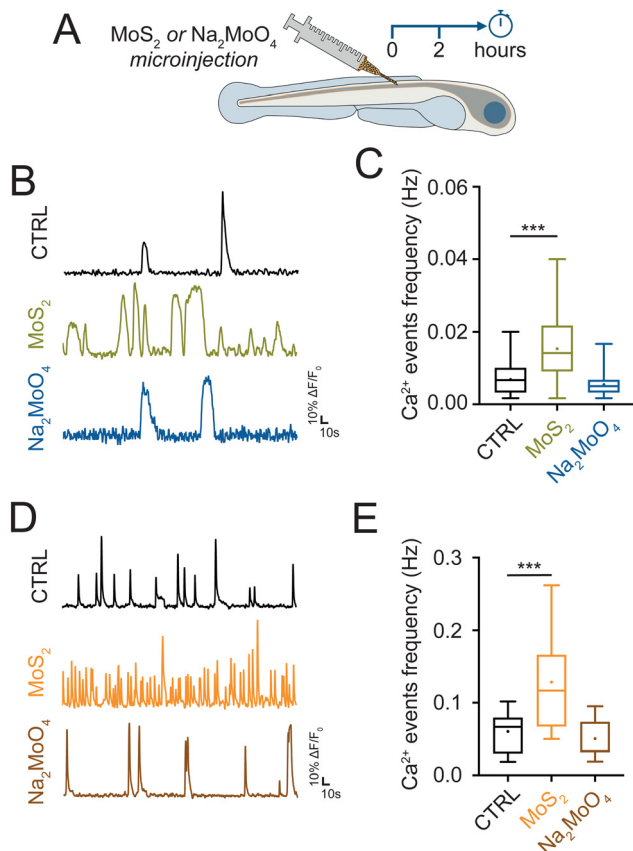 A
MoS₂ or Na₂MoO₄
microinjection
0 2 hours
B
CTRL
MoS₂
Na₂MoO₄
10% ΔF/F₀
10s
C
Ca²⁺ events frequency (Hz)
0.06
0.04
0.02
0.00
***
CTRL
MoS₂
Na₂MoO₄
D
CTRL
MoS₂
Na₂MoO₄
10% ΔF/F₀
10s
E
Ca²⁺ events frequency (Hz)
0.3
0.2
0.1
0.0
***
CTRL
MoS₂
Na₂MoO₄